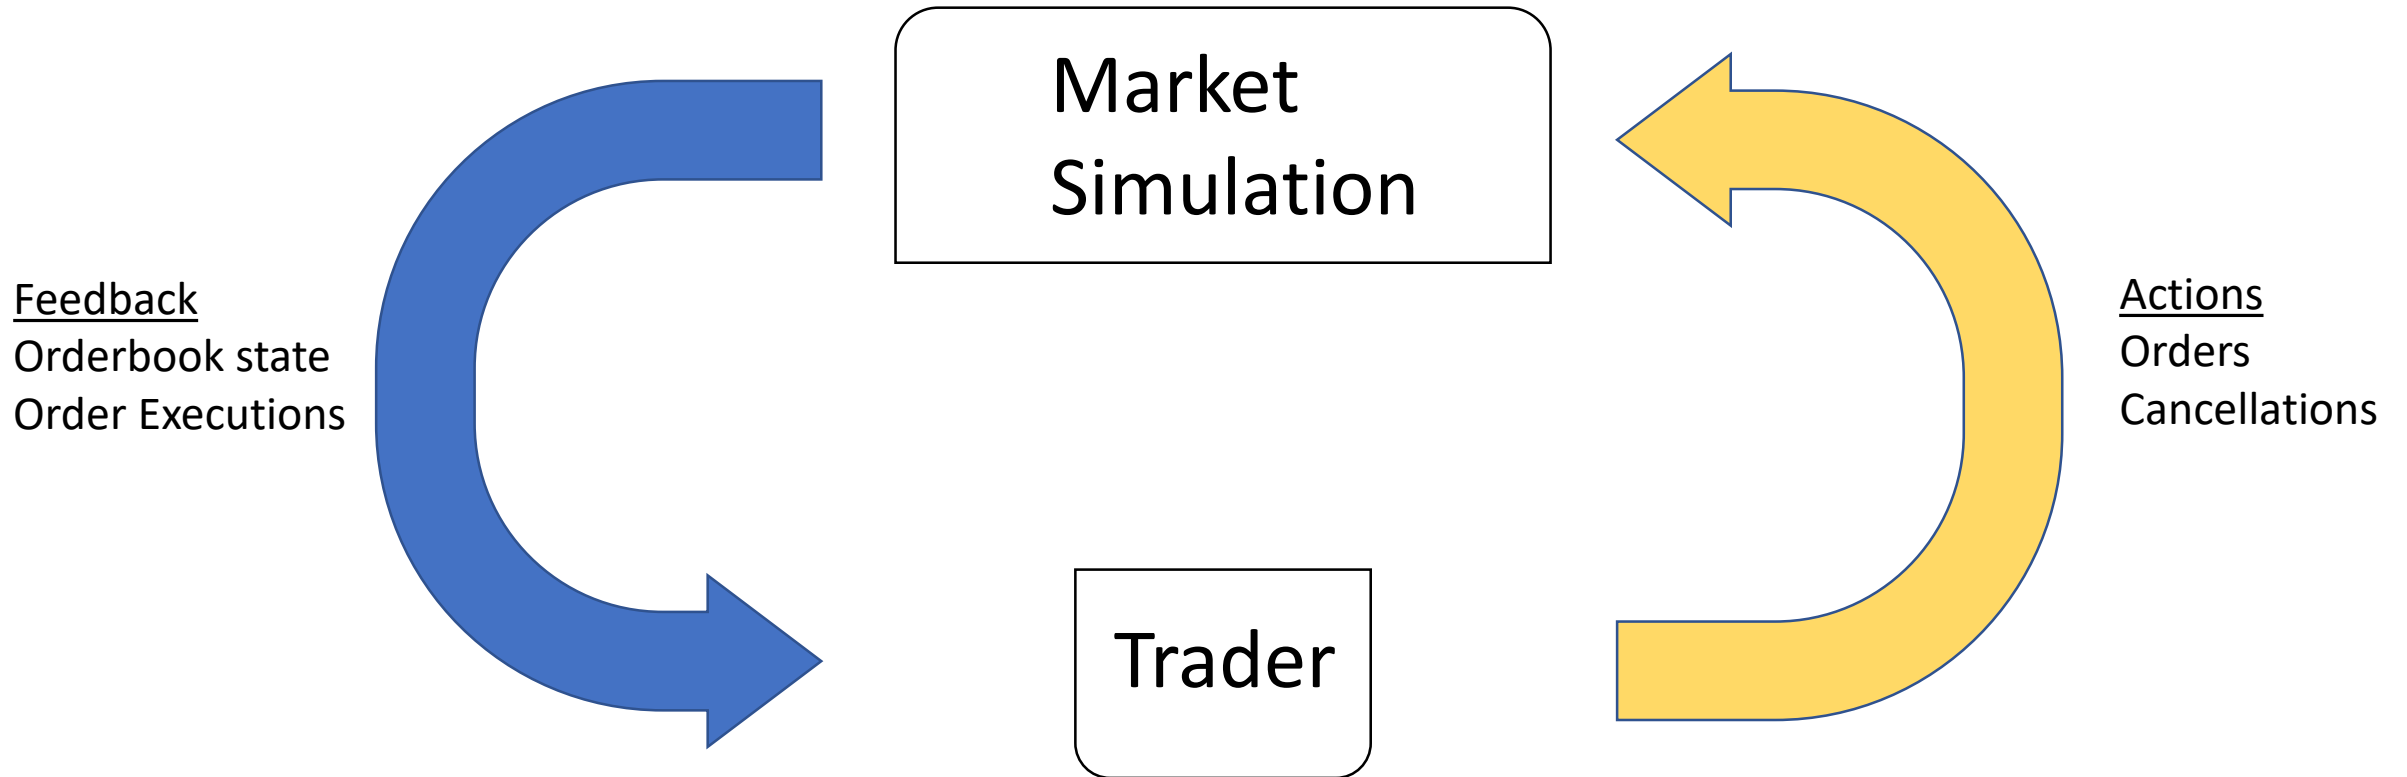 Market
Simulation
Feedback
Orderbook state
Order Executions
Actions
Orders
Cancellations
Trader